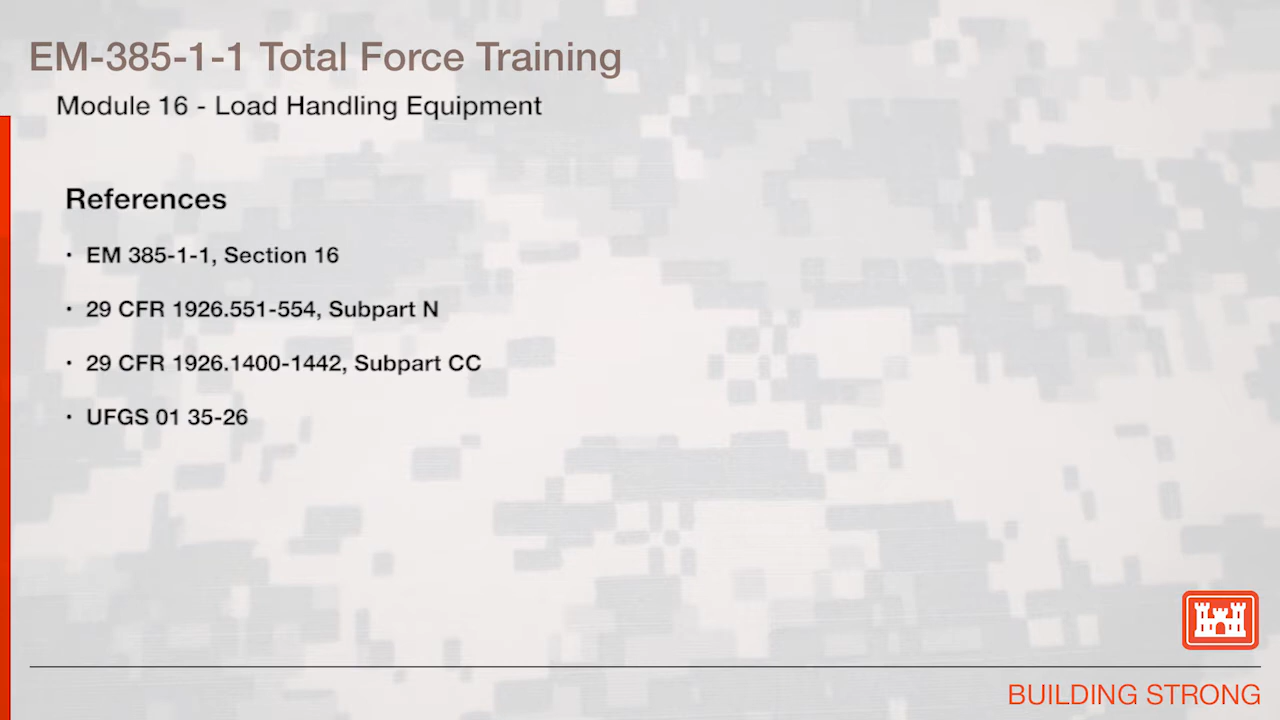 EM-385-1-1 Total Force Training
Module 16 - Load Handling Equipment
References
· EM 385-1-1, Section 16
· 29 CFR 1926.551-554, Subpart N
· 29 CFR 1926.1400-1442, Subpart CC
· UFGS 01 35-26
BUILDING STRONG